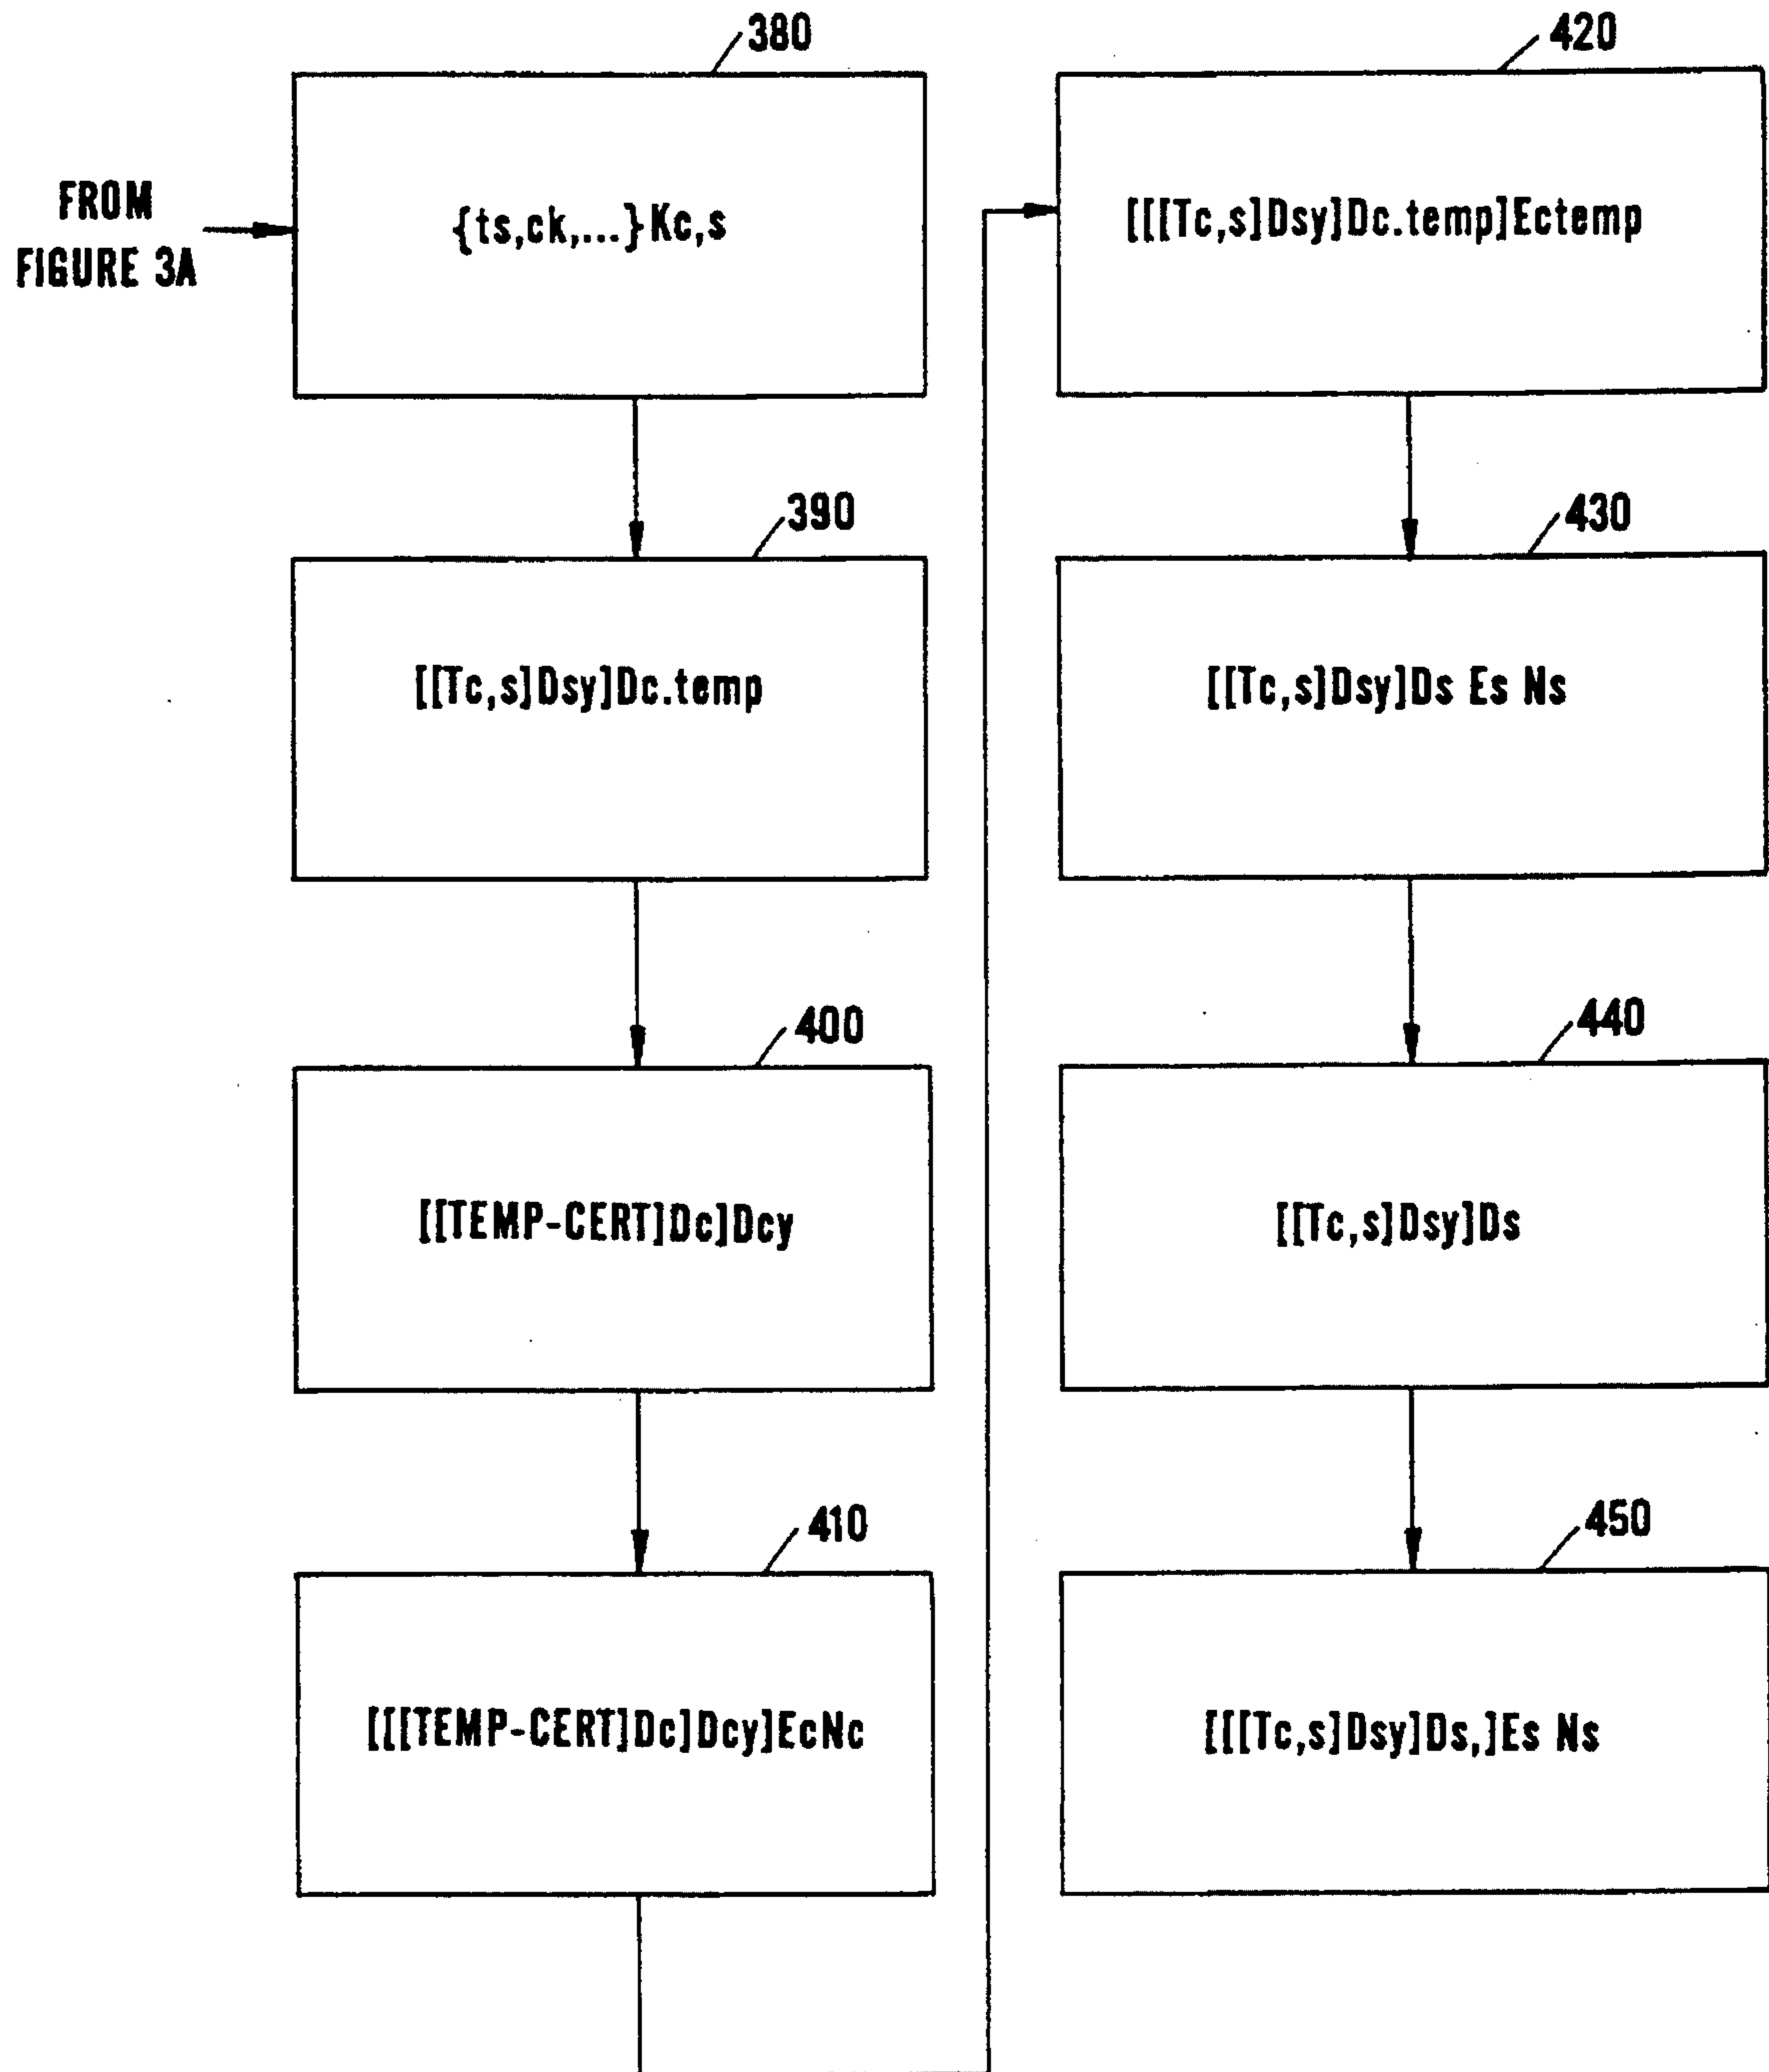 380
FROM
FIGURE 3A
{ts,ck,...}Kc,s
390
[[Tc,s]Dsy]Dc.temp
400
[[TEMP-CERT]Dc]Dcy
410
[[[TEMP-CERT]Dc]Dcy]EcNc
420
[[[Tc,s]Dsy]Dc.temp]Ectemp
430
[[Tc,s]Dsy]Ds Es Ns
440
[[Tc,s]Dsy]Ds
450
[[[Tc,s]Dsy]Ds,]Es Ns